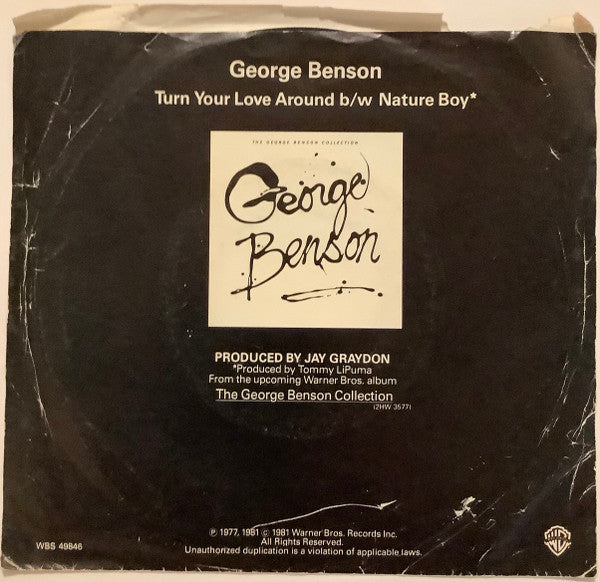 George Benson
Turn Your Love Around b/w Nature Boy*
THE GEORGE BENSON COLLECTION
George
Benson
PRODUCED BY JAY GRAYDON
*Produced by Tommy LiPuma
From the upcoming Warner Bros. album
The George Benson Collection
(2HW 3577)
℗ 1977, 1981 © 1981 Warner Bros. Records Inc.
All Rights Reserved.
Unauthorized duplication is a violation of applicable laws.
WBS 49846